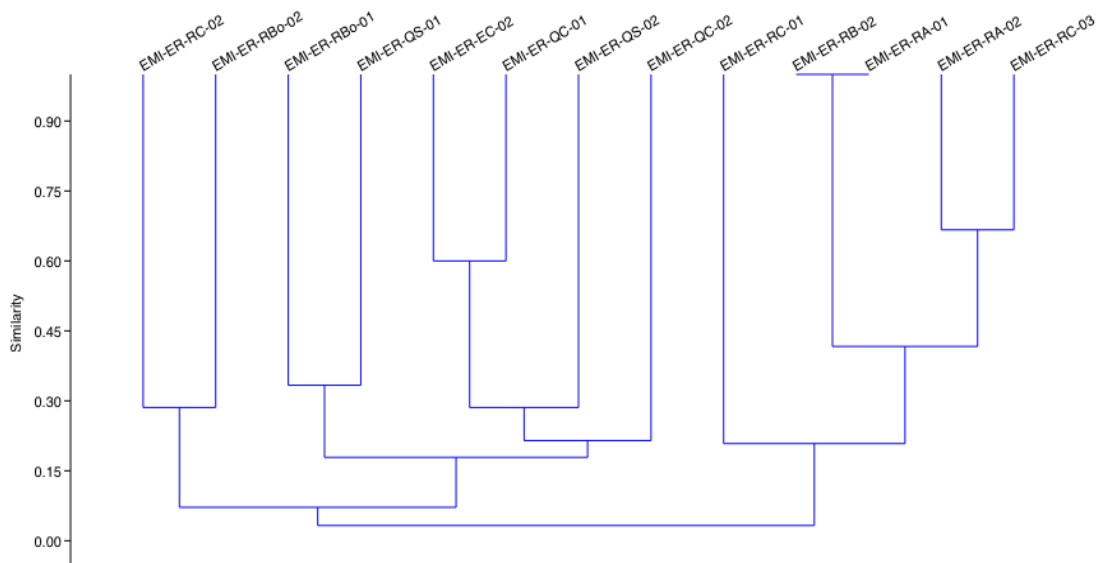 EMI-ER-RC-02
EMI-ER-RBo-02
EMI-ER-RBo-01
EMI-ER-QS-01
EMI-ER-EC-02
EMI-ER-QC-01
EMI-ER-QS-02
EMI-ER-QC-02
EMI-ER-RC-01
EMI-ER-RB-02
EMI-ER-RA-01
EMI-ER-RA-02
EMI-ER-RC-03
0.90
0.75
0.60
0.45
0.30
0.15
0.00
Similarity